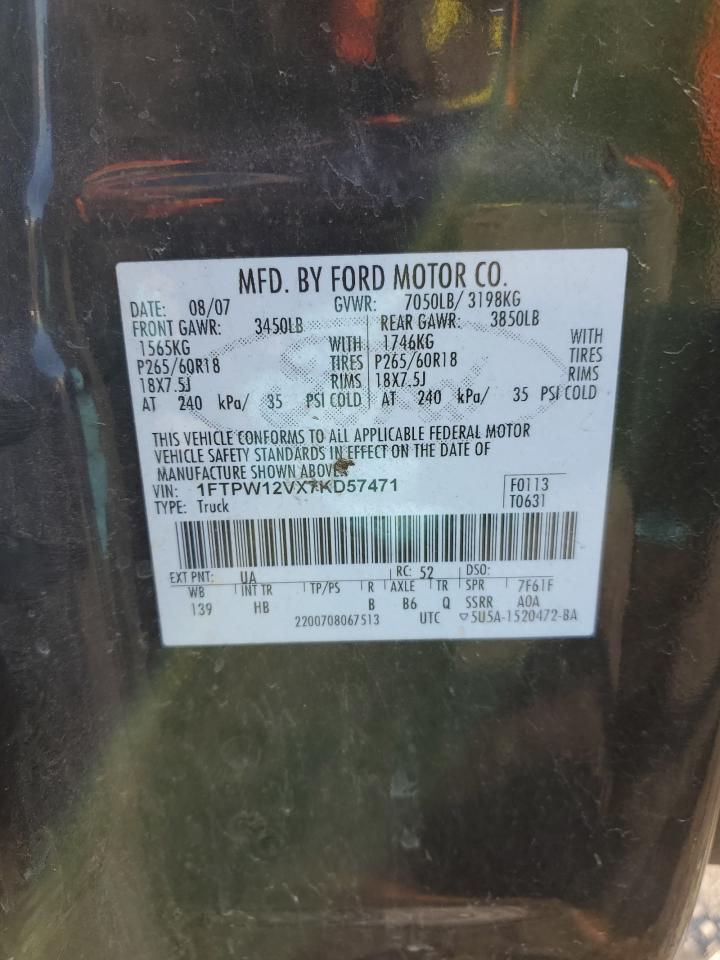 MFD. BY FORD MOTOR CO.
DATE: 08/07 GVWR: 7050LB/ 3198KG
FRONT GAWR: 3450LB REAR GAWR: 3850LB
1565KG WITH 1746KG WITH
P265/60R18 TIRES P265/60R18 TIRES
18X7.5J RIMS 18X7.5J RIMS
AT 240 kPa/ 35 PSI COLD AT 240 kPa/ 35 PSI COLD
THIS VEHICLE CONFORMS TO ALL APPLICABLE FEDERAL MOTOR
VEHICLE SAFETY STANDARDS IN EFFECT ON THE DATE OF
MANUFACTURE SHOWN ABOVE.
VIN: 1FTPW12VX7KD57471 F0113
TYPE: Truck T0631
EXT PNT: UA RC: 52 DSO:
WB INT TR TP/PS R AXLE TR SPR 7F61F
139 HB B B6 Q SSRR A0A
2200708067513 UTC ▽5U5A-1520472-BA